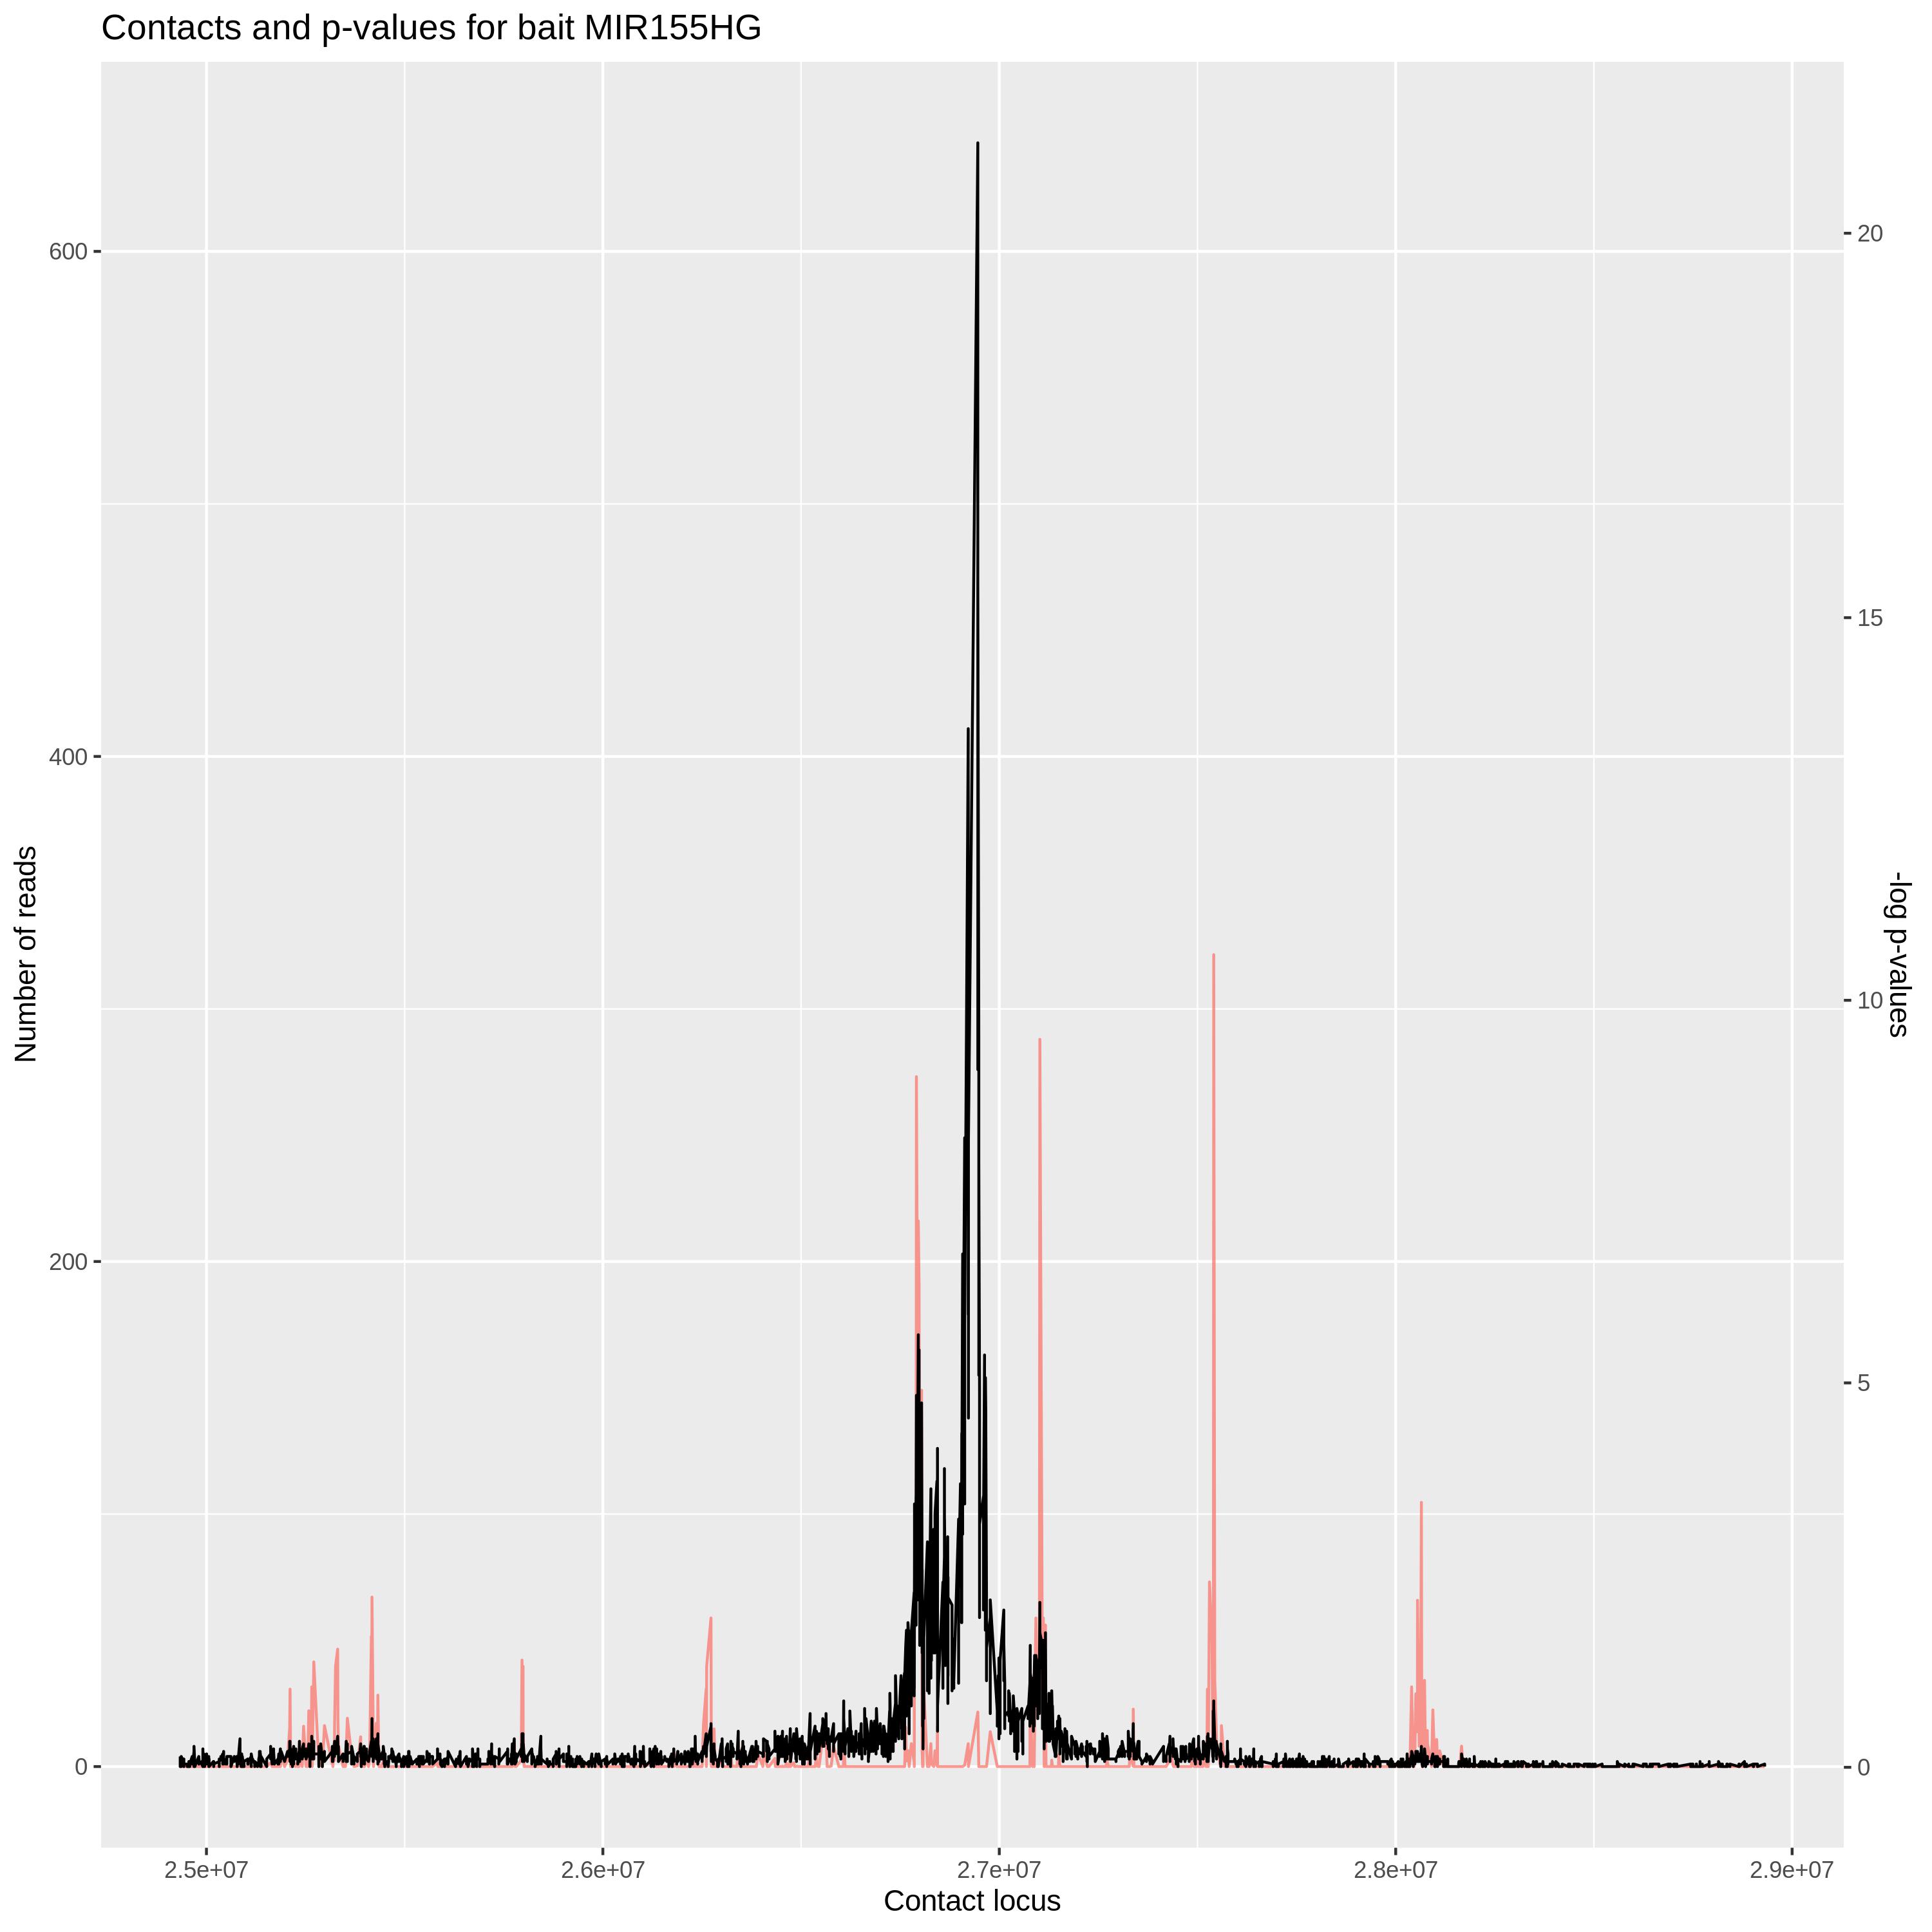 Contacts and p-values for bait MIR155HG
600
400
200
0
Number of reads
20
15
10
5
0
-log p-values
2.5e+07
2.6e+07
2.7e+07
2.8e+07
2.9e+07
Contact locus